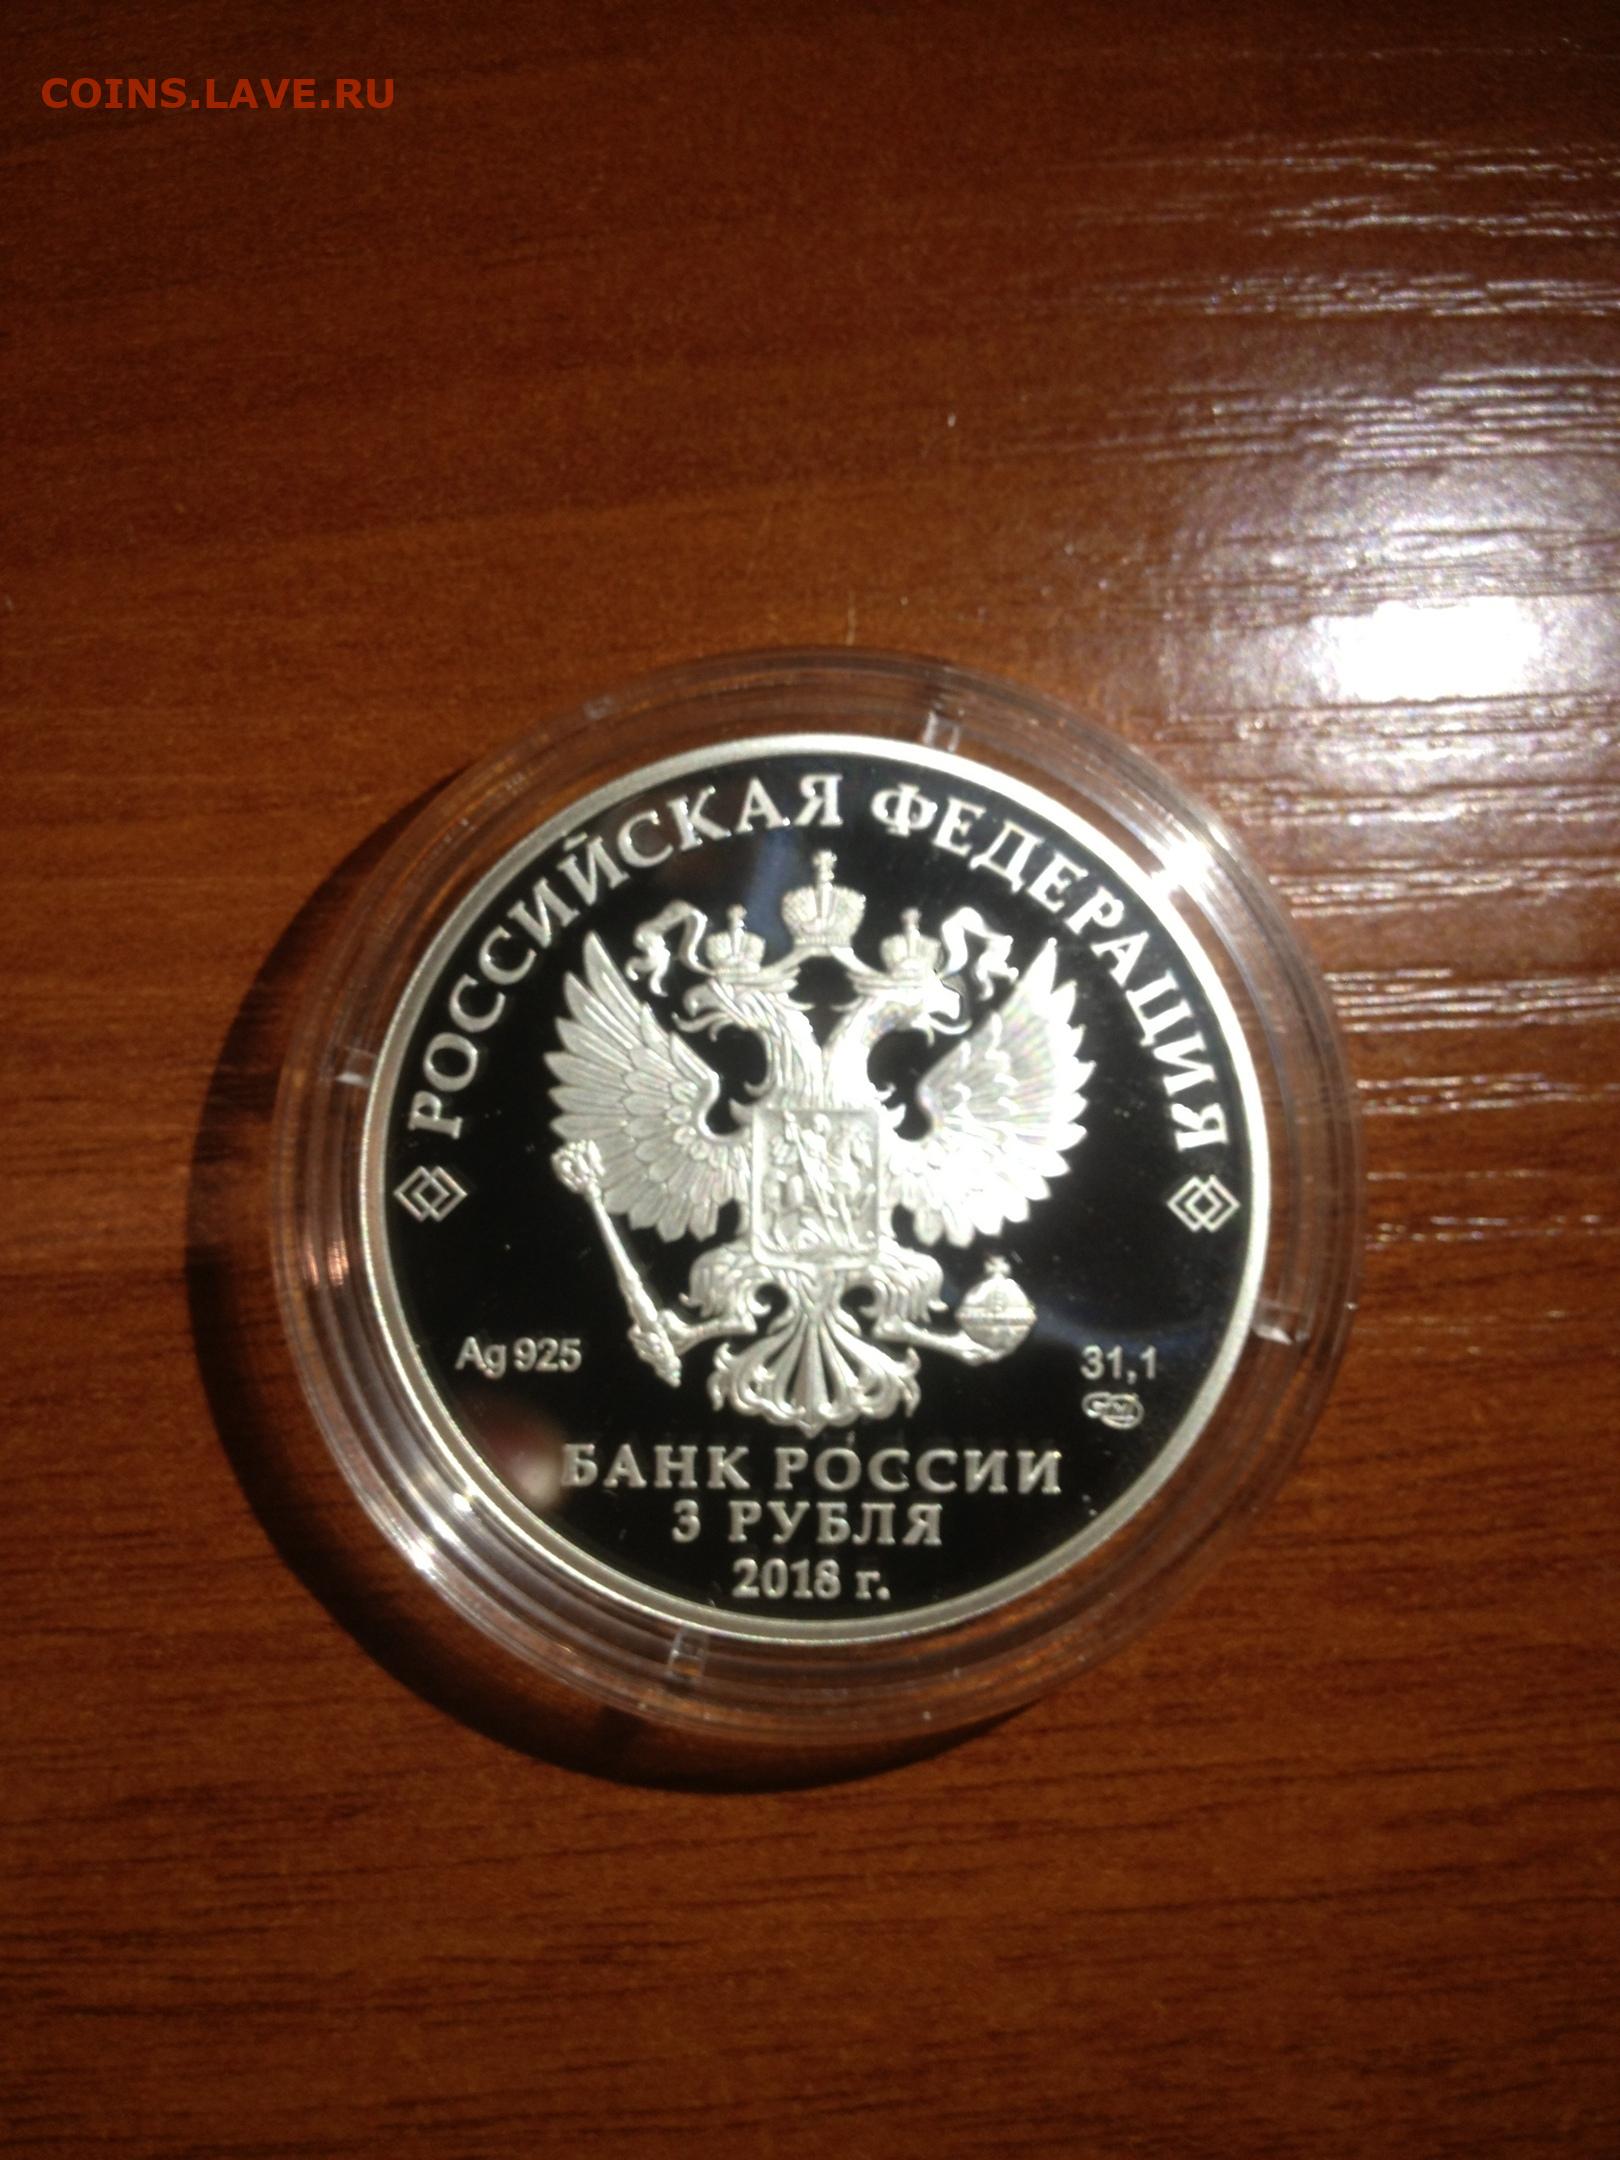 COINS.LAVE.RU
РОССИЙСКАЯ ФЕДЕРАЦИЯ
Ag 925
31,1
БАНК РОССИИ
3 РУБЛЯ
2018 г.